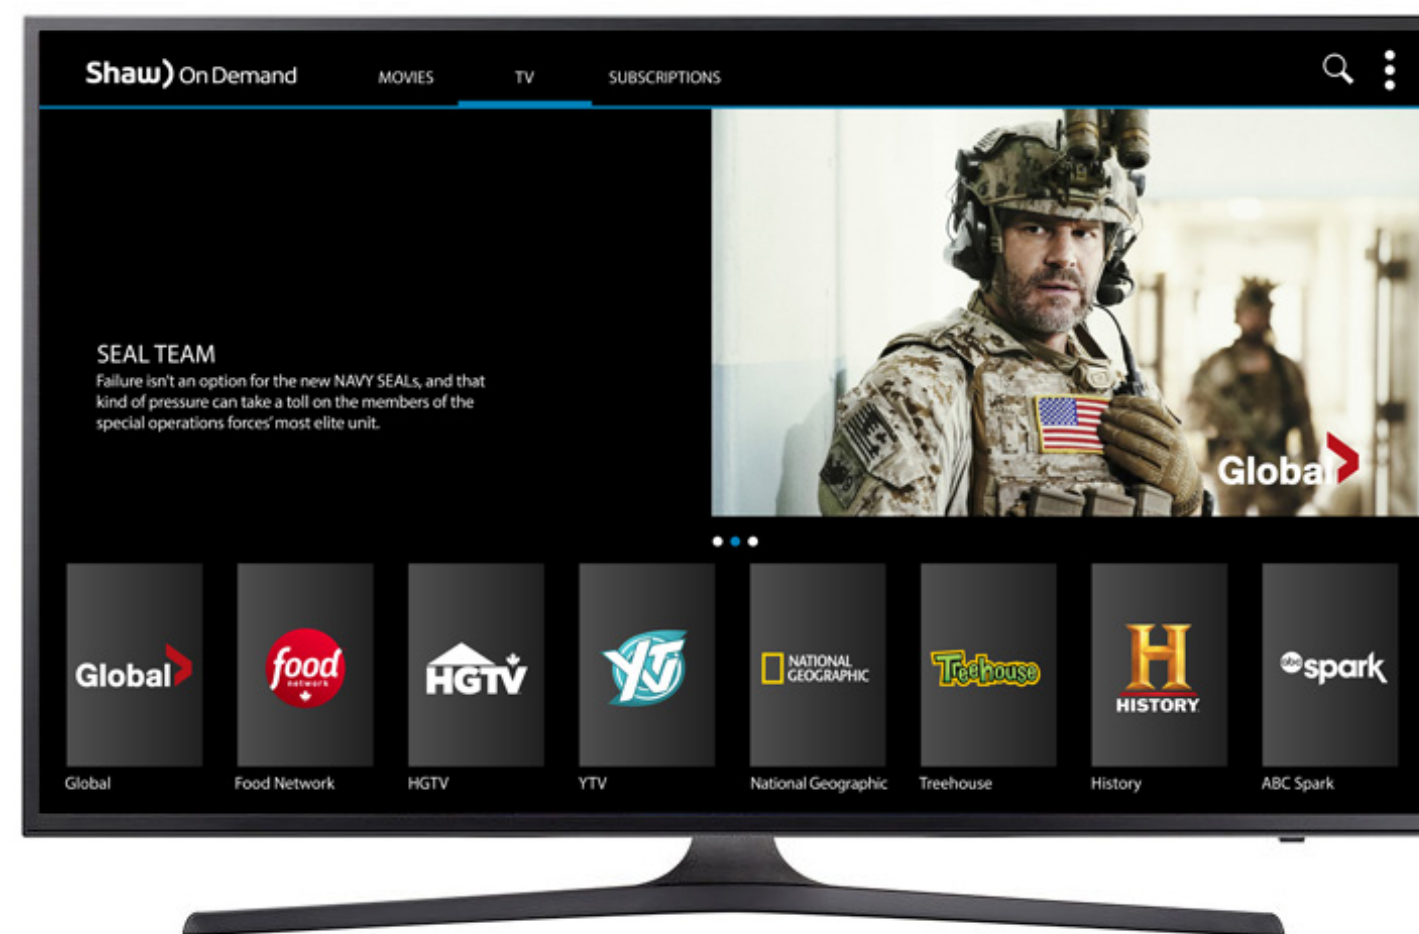 Shaw) On Demand
MOVIES
TV
SUBSCRIPTIONS
SEAL TEAM
Failure isn't an option for the new NAVY SEALs, and that
kind of pressure can take a toll on the members of the
special operations forces' most elite unit.
Global
Global
food
network
HGTV
YTV
NATIONAL
GEOGRAPHIC
Treehouse
H
HISTORY
abc spark
Global
Food Network
HGTV
YTV
National Geographic
Treehouse
History
ABC Spark